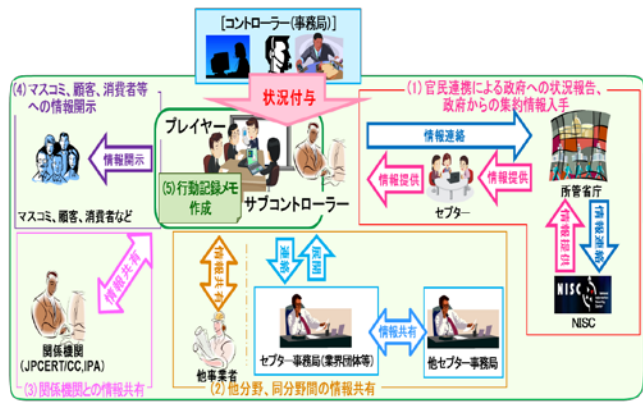 [コントローラー(事務局)]
状況付与
(4) マスコミ、顧客、消費者等
への情報開示
(1) 官民連携による政府への状況報告、
政府からの集約情報入手
プレイヤー
情報連絡
情報開示
(5)行動記録メモ
作成
サブコントローラー
情報提供
情報提供
セプター
所管省庁
マスコミ、顧客、消費者など
情報共有
情報共有
連絡
展開
情報提供
情報連絡
NISC
NISC
関係機関
(JPCERT/CC,IPA)
他事業者
セプター事務局(業界団体等)
情報共有
他セプター事務局
(3) 関係機関との情報共有
(2) 他分野、同分野間の情報共有